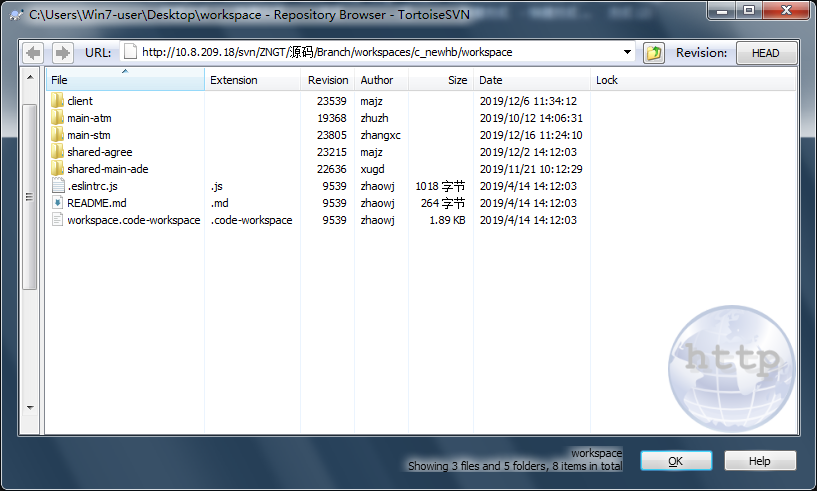 C:\Users\Win7-user\Desktop\workspace - Repository Browser - TortoiseSVN
URL: http://10.8.209.18/svn/ZNGT/源码/Branch/workspaces/c_newhb/workspace Revision: HEAD
File Extension Revision Author Size Date Lock
client 23539 majz 2019/12/6 11:34:12
main-atm 19368 zhuzh 2019/10/12 14:06:31
main-stm 23805 zhangxc 2019/12/16 11:24:10
shared-agree 23215 majz 2019/12/2 14:12:03
shared-main-ade 22636 xugd 2019/11/21 10:12:29
.eslintrc.js .js 9539 zhaowj 1018 字节 2019/4/14 14:12:03
README.md .md 9539 zhaowj 264 字节 2019/4/14 14:12:03
workspace.code-workspace .code-workspace 9539 zhaowj 1.89 KB 2019/4/14 14:12:03
http
workspace
Showing 3 files and 5 folders, 8 items in total
OK Help